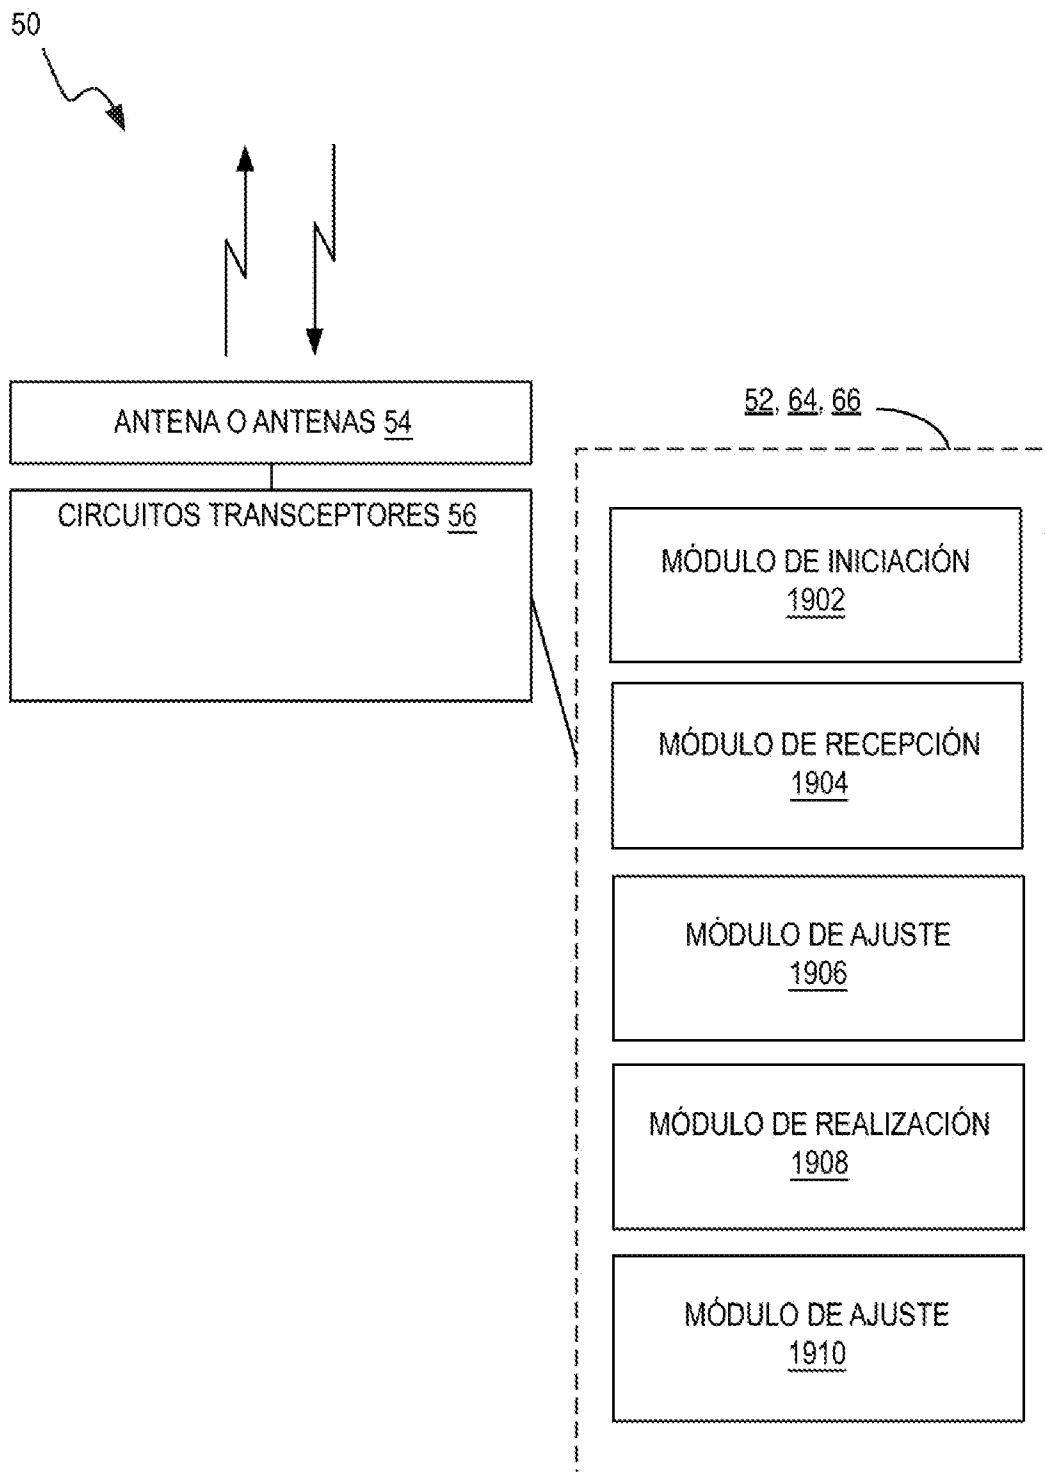 50
ANTENA O ANTENAS 54
CIRCUITOS TRANSCEPTORES 56
52, 64, 66
MÓDULO DE INICIACIÓN
1902
MÓDULO DE RECEPCIÓN
1904
MÓDULO DE AJUSTE
1906
MÓDULO DE REALIZACIÓN
1908
MÓDULO DE AJUSTE
1910